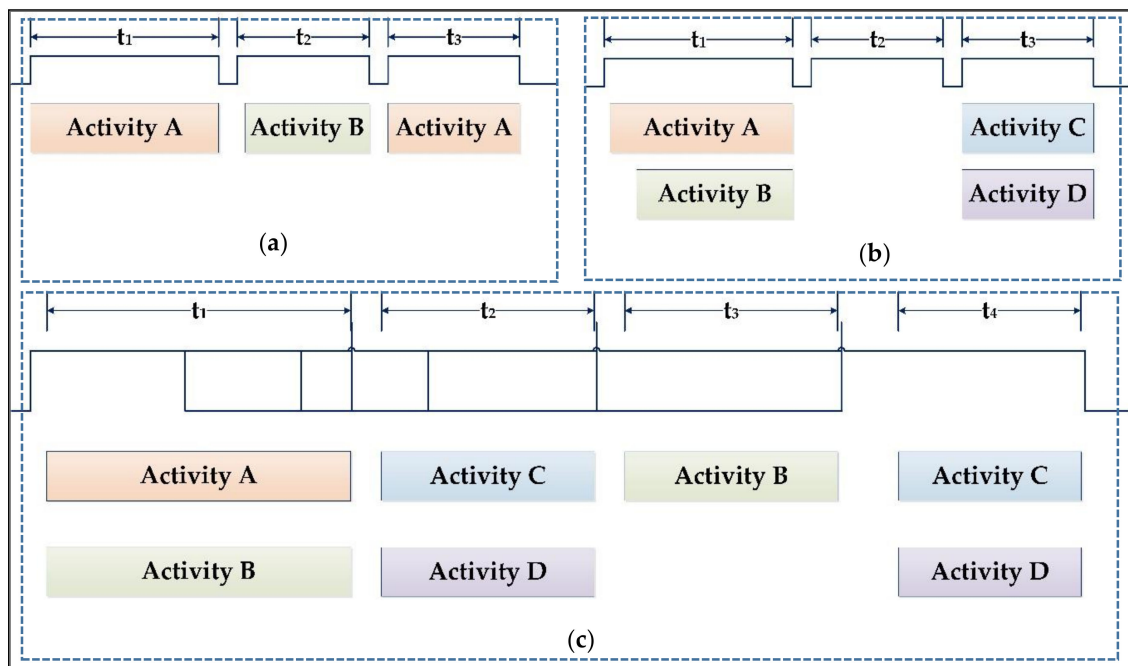 t1 t2 t3
Activity A Activity B Activity A
(a)
t1 t2 t3
Activity A Activity C
Activity B Activity D
(b)
t1 t2 t3 t4
Activity A Activity C Activity B Activity C
Activity B Activity D Activity D
(c)